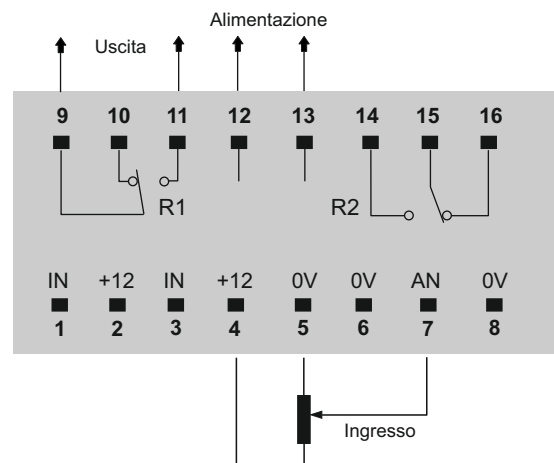 Alimentazione
Uscita
9 10 11 12 13 14 15 16
R1 R2
IN +12 IN +12 0V 0V AN 0V
1 2 3 4 5 6 7 8
Ingresso